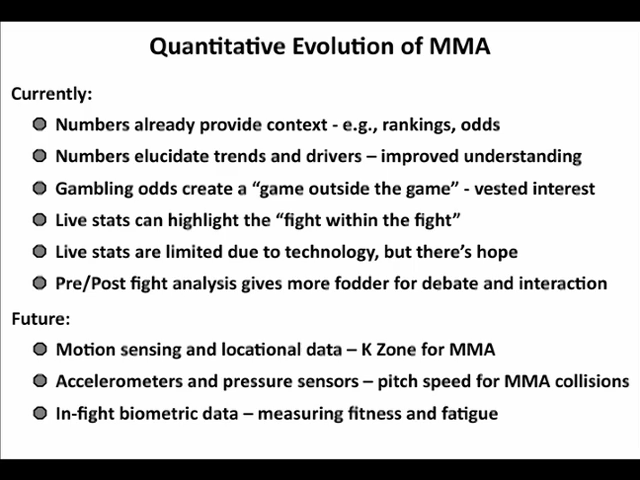 Quantitative Evolution of MMA
Currently:
Numbers already provide context - e.g., rankings, odds
Numbers elucidate trends and drivers – improved understanding
Gambling odds create a “game outside the game” - vested interest
Live stats can highlight the “fight within the fight”
Live stats are limited due to technology, but there’s hope
Pre/Post fight analysis gives more fodder for debate and interaction
Future:
Motion sensing and locational data – K Zone for MMA
Accelerometers and pressure sensors – pitch speed for MMA collisions
In-fight biometric data – measuring fitness and fatigue